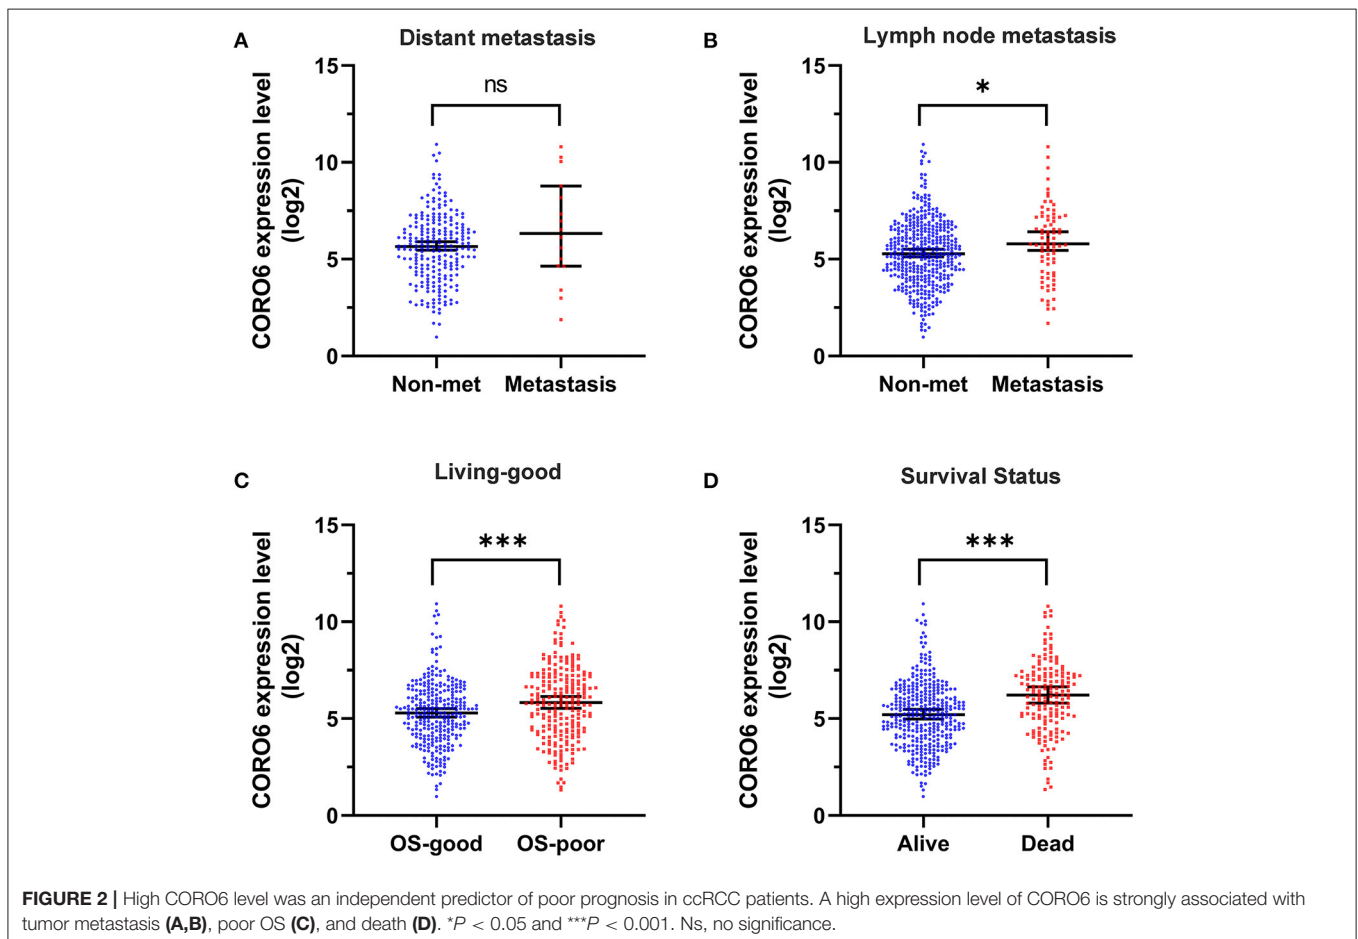 A
Distant metastasis
CORO6 expression level
(log2)
15
10
5
0
ns
Non-met
Metastasis
B
Lymph node metastasis
CORO6 expression level
(log2)
15
10
5
0
*
Non-met
Metastasis
C
Living-good
CORO6 expression level
(log2)
15
10
5
0
***
OS-good
OS-poor
D
Survival Status
CORO6 expression level
(log2)
15
10
5
0
***
Alive
Dead
FIGURE 2 | High CORO6 level was an independent predictor of poor prognosis in ccRCC patients. A high expression level of CORO6 is strongly associated with
tumor metastasis (A,B), poor OS (C), and death (D). *P < 0.05 and ***P < 0.001. Ns, no significance.